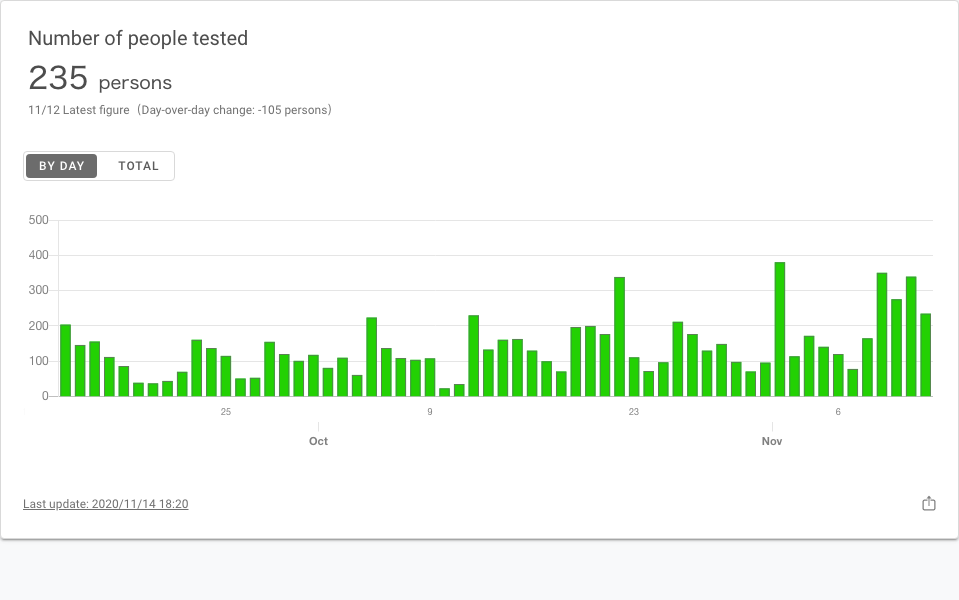 Number of people tested
235 persons
11/12 Latest figure（Day-over-day change: -105 persons）
BY DAY TOTAL
500
400
300
200
100
0
25 9 23 6
Oct Nov
Last update: 2020/11/14 18:20